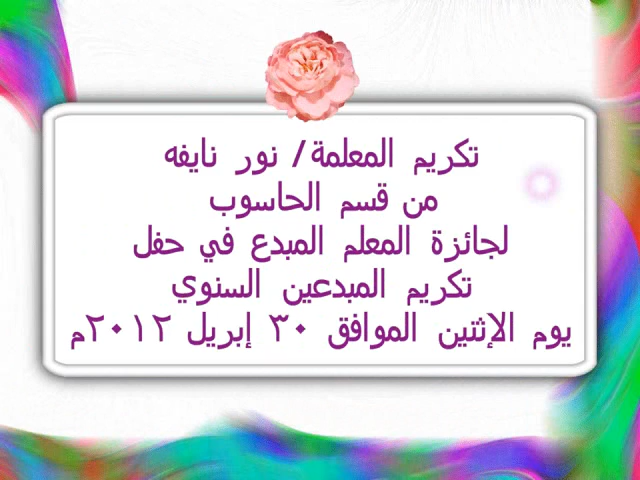 تكريم المعلمة/ نور نايفه
من قسم الحاسوب
لجائزة المعلم المبدع في حفل
تكريم المبدعين السنوي
يوم الإثنين الموافق ٣٠ إبريل ٢٠١٢م